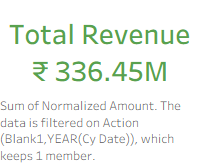 Total Revenue
₹ 336.45M
Sum of Normalized Amount. The
data is filtered on Action
(Blank1,YEAR(Cy Date)), which
keeps 1 member.